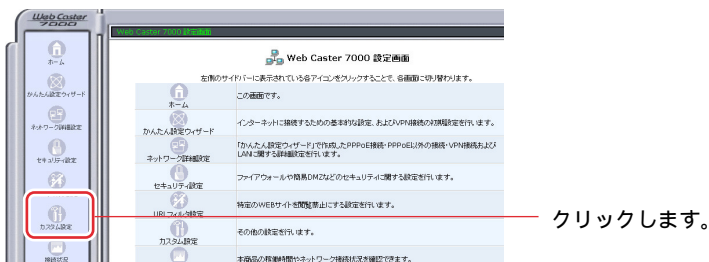 Web Caster
7000
ホーム
かんたん設定ウィザード
ネットワーク詳細設定
セキュリティ設定
カスタム設定
接続状況
Web Caster 7000 設定画面
Web Caster 7000 設定画面
左側のサイドバーに表示されている各アイコンをクリックすることで、各画面に切り替わります。
ホーム
この画面です。
かんたん設定ウィザード
インターネットに接続するための基本的な設定、およびVPN接続の初期設定を行います。
ネットワーク詳細設定
「かんたん設定ウィザード」で作成したPPPoE接続・PPPoE以外の接続・VPN接続および
LANに関する詳細設定を行います。
セキュリティ設定
ファイアウォールや簡易DMZなどのセキュリティに関する設定を行います。
URLフィルタ設定
特定のWEBサイトを閲覧禁止にする設定を行います。
カスタム設定
その他の設定を行います。
本商品の稼働時間やネットワーク接続状況を確認できます。
クリックします。